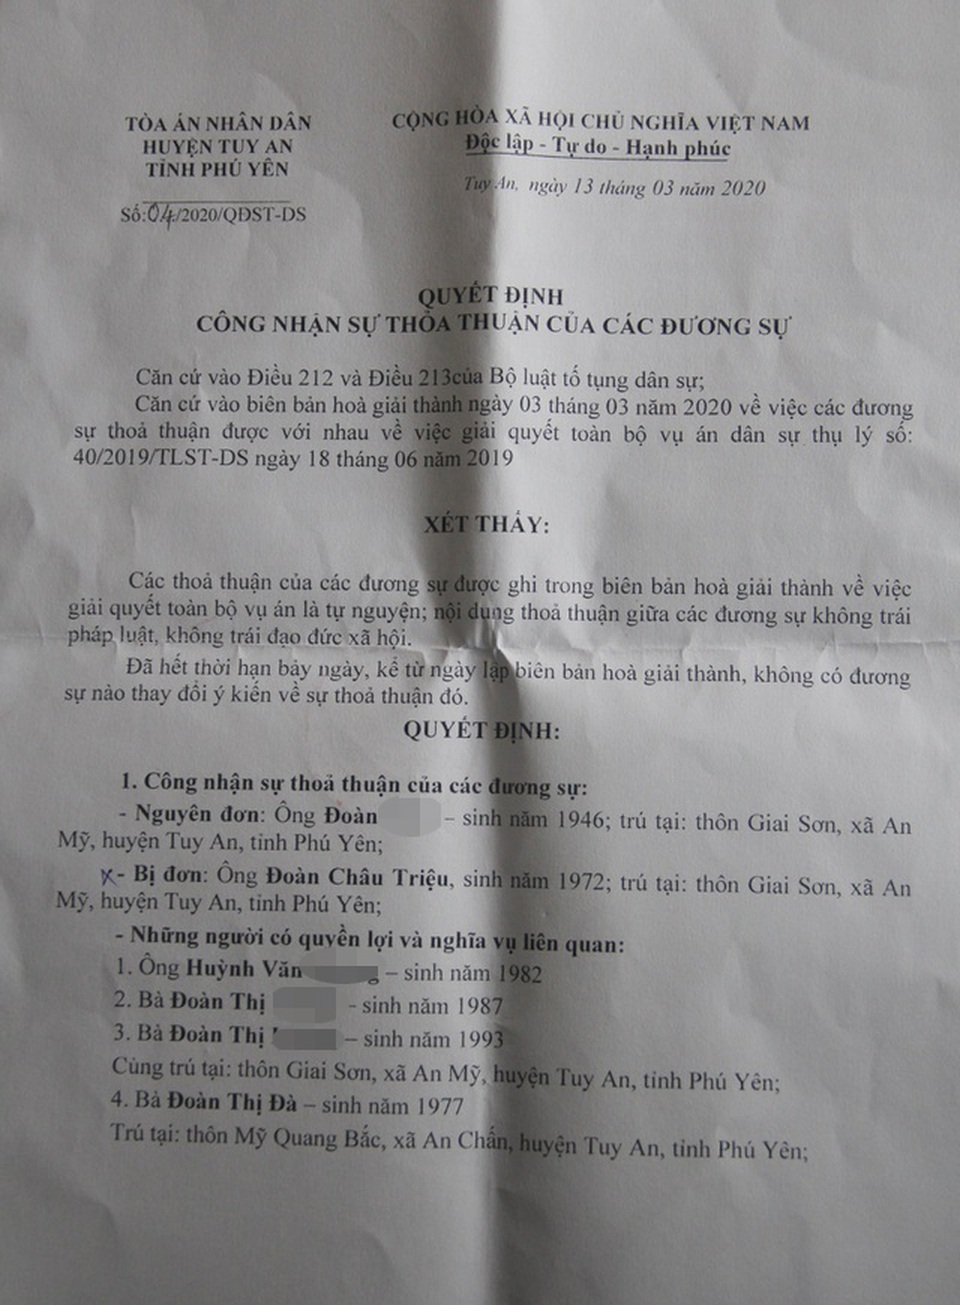 TÒA ÁN NHÂN DÂN
HUYỆN TUY AN
TỈNH PHÚ YÊN
Số:04/2020/QĐST-DS
CỘNG HÒA XÃ HỘI CHỦ NGHĨA VIỆT NAM
Độc lập - Tự do - Hạnh phúc
Tuy An, ngày 13 tháng 03 năm 2020
QUYẾT ĐỊNH
CÔNG NHẬN SỰ THỎA THUẬN CỦA CÁC ĐƯƠNG SỰ
Căn cứ vào Điều 212 và Điều 213của Bộ luật tố tụng dân sự;
Căn cứ vào biên bản hoà giải thành ngày 03 tháng 03 năm 2020 về việc các đương
sự thoả thuận được với nhau về việc giải quyết toàn bộ vụ án dân sự thụ lý số:
40/2019/TLST-DS ngày 18 tháng 06 năm 2019
XÉT THẤY:
Các thoả thuận của các đương sự được ghi trong biên bản hoà giải thành về việc
giải quyết toàn bộ vụ án là tự nguyện; nội dung thoả thuận giữa các đương sự không trái
pháp luật, không trái đạo đức xã hội.
Đã hết thời hạn bảy ngày, kể từ ngày lập biên bản hoà giải thành, không có đương
sự nào thay đổi ý kiến về sự thoả thuận đó.
QUYẾT ĐỊNH:
1. Công nhận sự thoả thuận của các đương sự:
- Nguyên đơn: Ông Đoàn – sinh năm 1946; trú tại: thôn Giai Sơn, xã An
Mỹ, huyện Tuy An, tỉnh Phú Yên;
x- Bị đơn: Ông Đoàn Châu Triệu, sinh năm 1972; trú tại: thôn Giai Sơn, xã An
Mỹ, huyện Tuy An, tỉnh Phú Yên;
- Những người có quyền lợi và nghĩa vụ liên quan:
1. Ông Huỳnh Văn – sinh năm 1982
2. Bà Đoàn Thị - sinh năm 1987
3. Bà Đoàn Thị – sinh năm 1993
Cùng trú tại: thôn Giai Sơn, xã An Mỹ, huyện Tuy An, tỉnh Phú Yên;
4. Bà Đoàn Thị Đà – sinh năm 1977
Trú tại: thôn Mỹ Quang Bắc, xã An Chấn, huyện Tuy An, tỉnh Phú Yên;